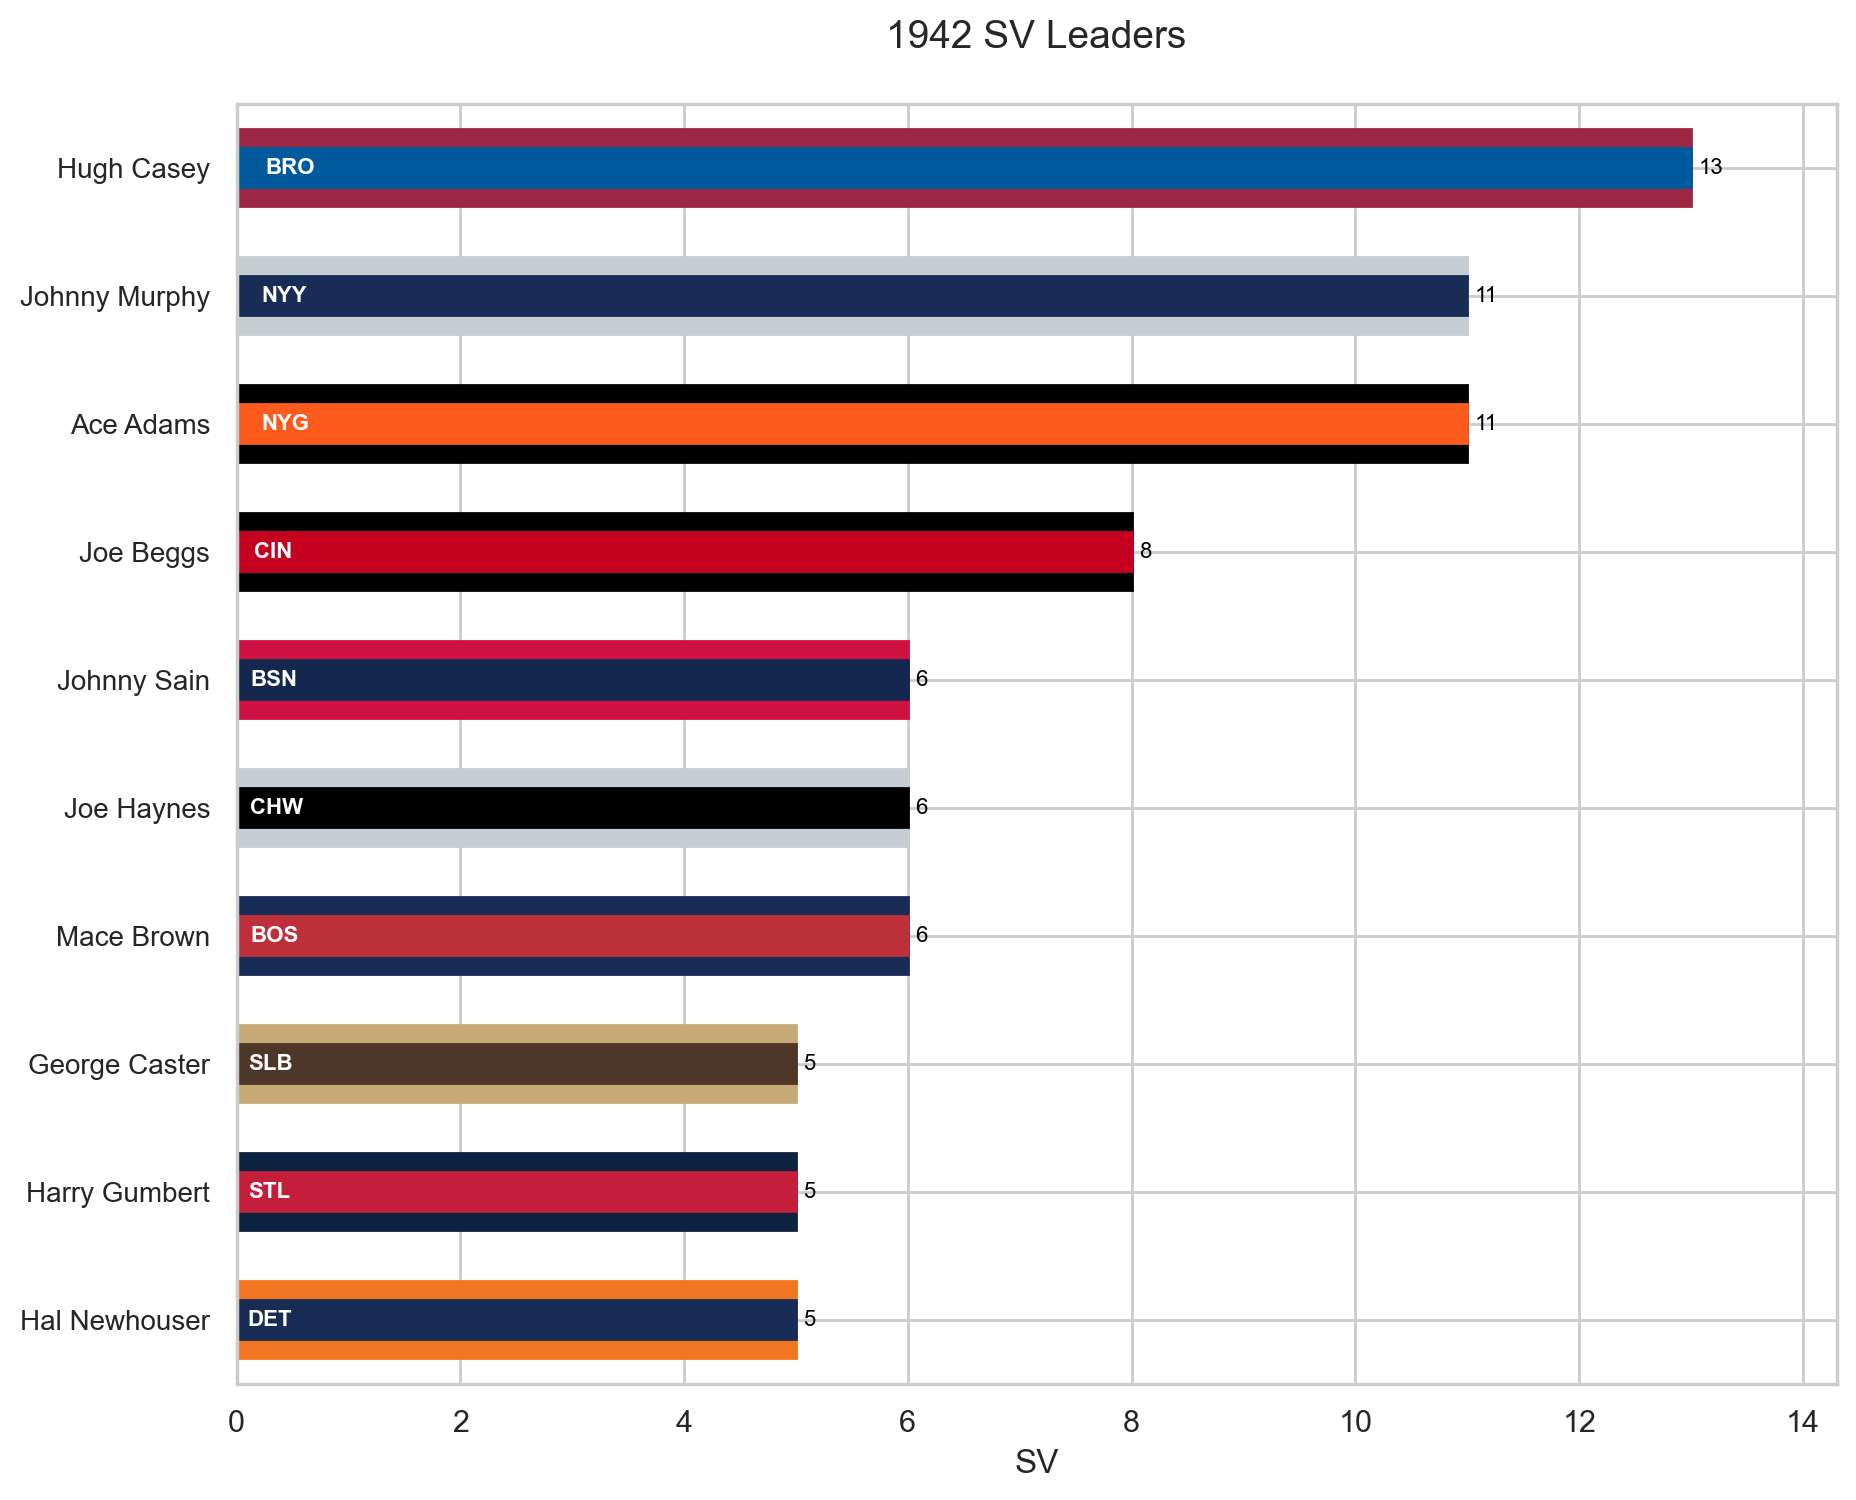 1942 SV Leaders
Hugh Casey BRO 13
Johnny Murphy NYY 11
Ace Adams NYG 11
Joe Beggs CIN 8
Johnny Sain BSN 6
Joe Haynes CHW 6
Mace Brown BOS 6
George Caster SLB 5
Harry Gumbert STL 5
Hal Newhouser DET 5
0 2 4 6 8 10 12 14
SV